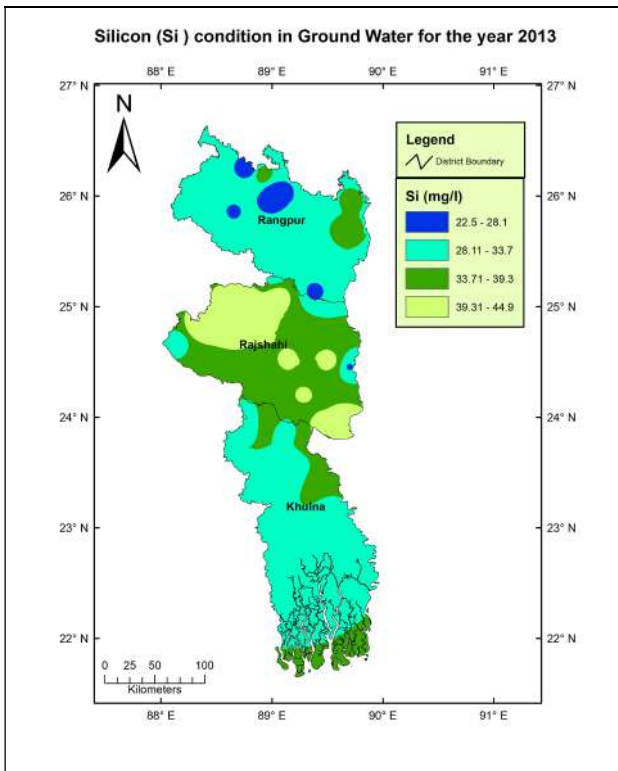 Silicon (Si ) condition in Ground Water for the year 2013
88° E 89° E 90° E 91° E
27° N 27° N
N
Legend
District Boundary
26° N 26° N
Si (mg/l)
22.5 - 28.1
Rangpur
28.11 - 33.7
33.71 - 39.3
25° N 25° N
39.31 - 44.9
Rajshahi
24° N 24° N
Khulna
23° N 23° N
22° N 22° N
0 25 50 100
Kilometers
88° E 89° E 90° E 91° E